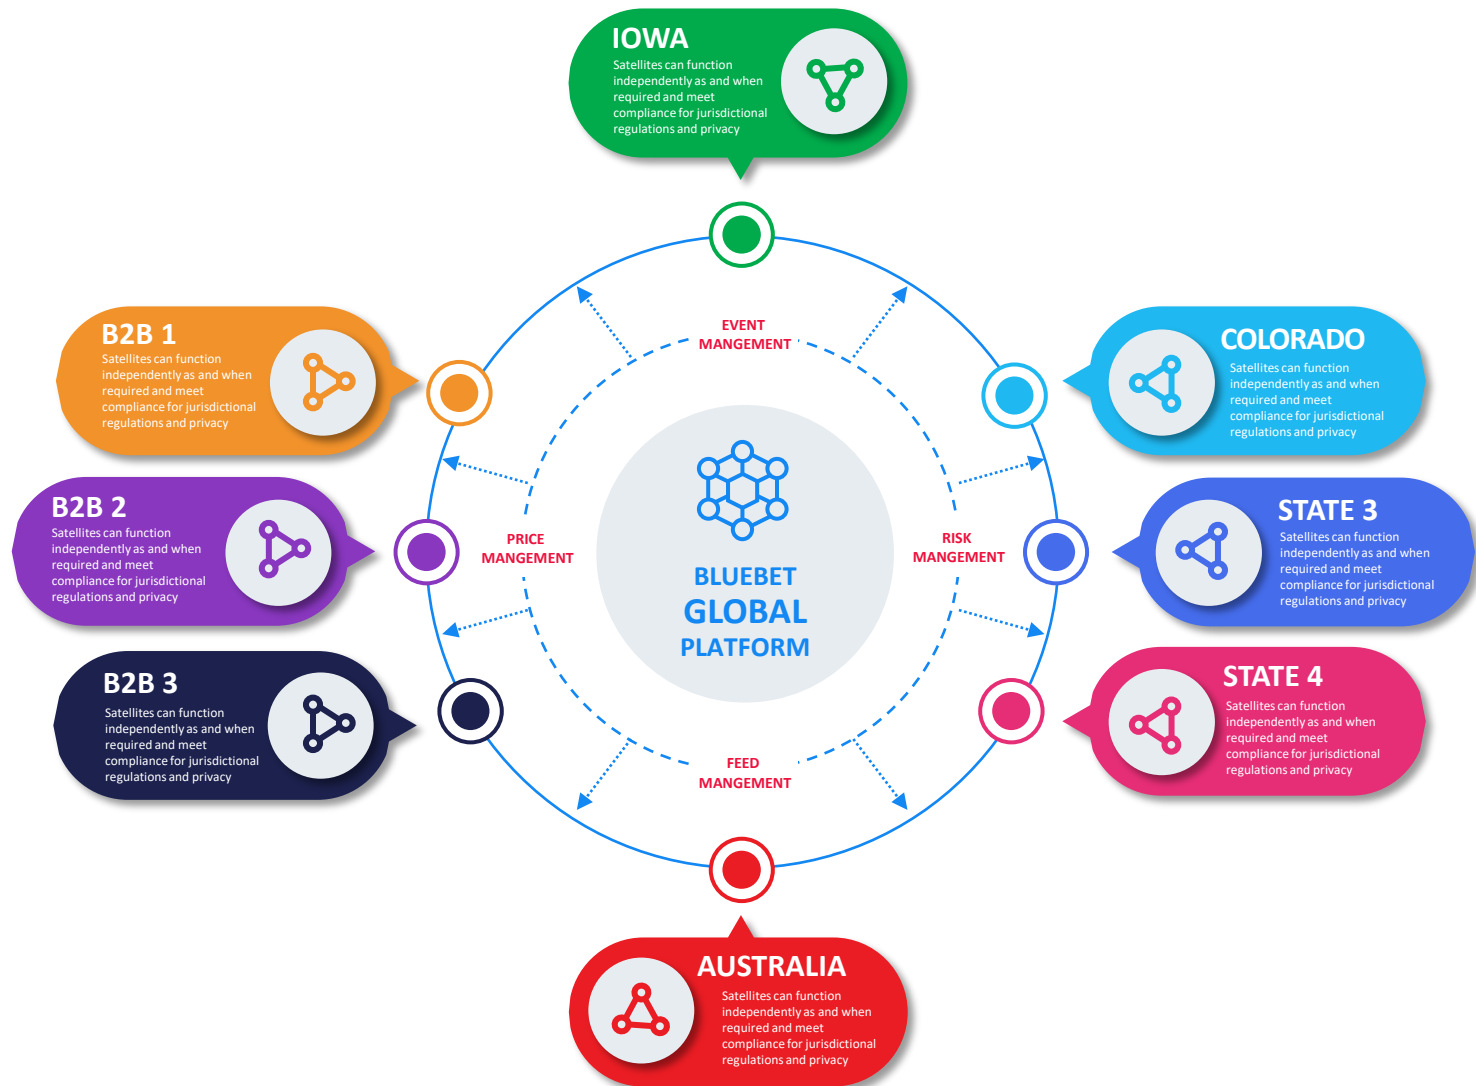 IOWA
Satellites can function
independently as and when
required and meet
compliance for jurisdictional
regulations and privacy
B2B 1
Satellites can function
independently as and when
required and meet
compliance for jurisdictional
regulations and privacy
COLORADO
Satellites can function
independently as and when
required and meet
compliance for jurisdictional
regulations and privacy
EVENT
MANGEMENT
B2B 2
Satellites can function
independently as and when
required and meet
compliance for jurisdictional
regulations and privacy
PRICE
MANGEMENT
BLUEBET
GLOBAL
PLATFORM
RISK
MANGEMENT
STATE 3
Satellites can function
independently as and when
required and meet
compliance for jurisdictional
regulations and privacy
B2B 3
Satellites can function
independently as and when
required and meet
compliance for jurisdictional
regulations and privacy
STATE 4
Satellites can function
independently as and when
required and meet
compliance for jurisdictional
regulations and privacy
FEED
MANGEMENT
AUSTRALIA
Satellites can function
independently as and when
required and meet
compliance for jurisdictional
regulations and privacy